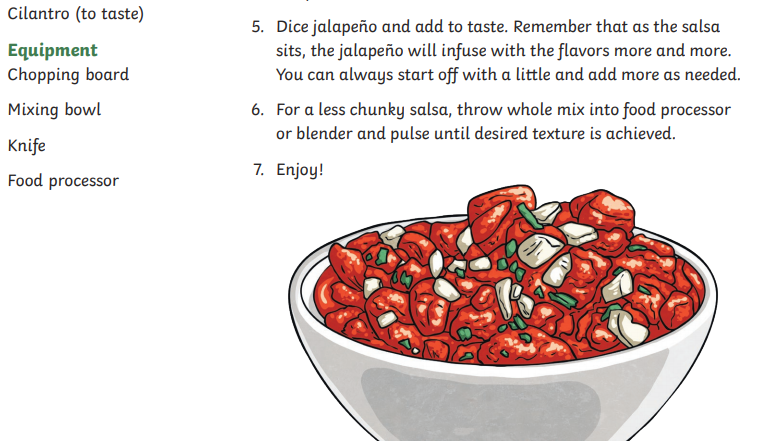 Cilantro (to taste)
Equipment
Chopping board
Mixing bowl
Knife
Food processor
5. Dice jalapeño and add to taste. Remember that as the salsa
sits, the jalapeño will infuse with the flavors more and more.
You can always start off with a little and add more as needed.
6. For a less chunky salsa, throw whole mix into food processor
or blender and pulse until desired texture is achieved.
7. Enjoy!